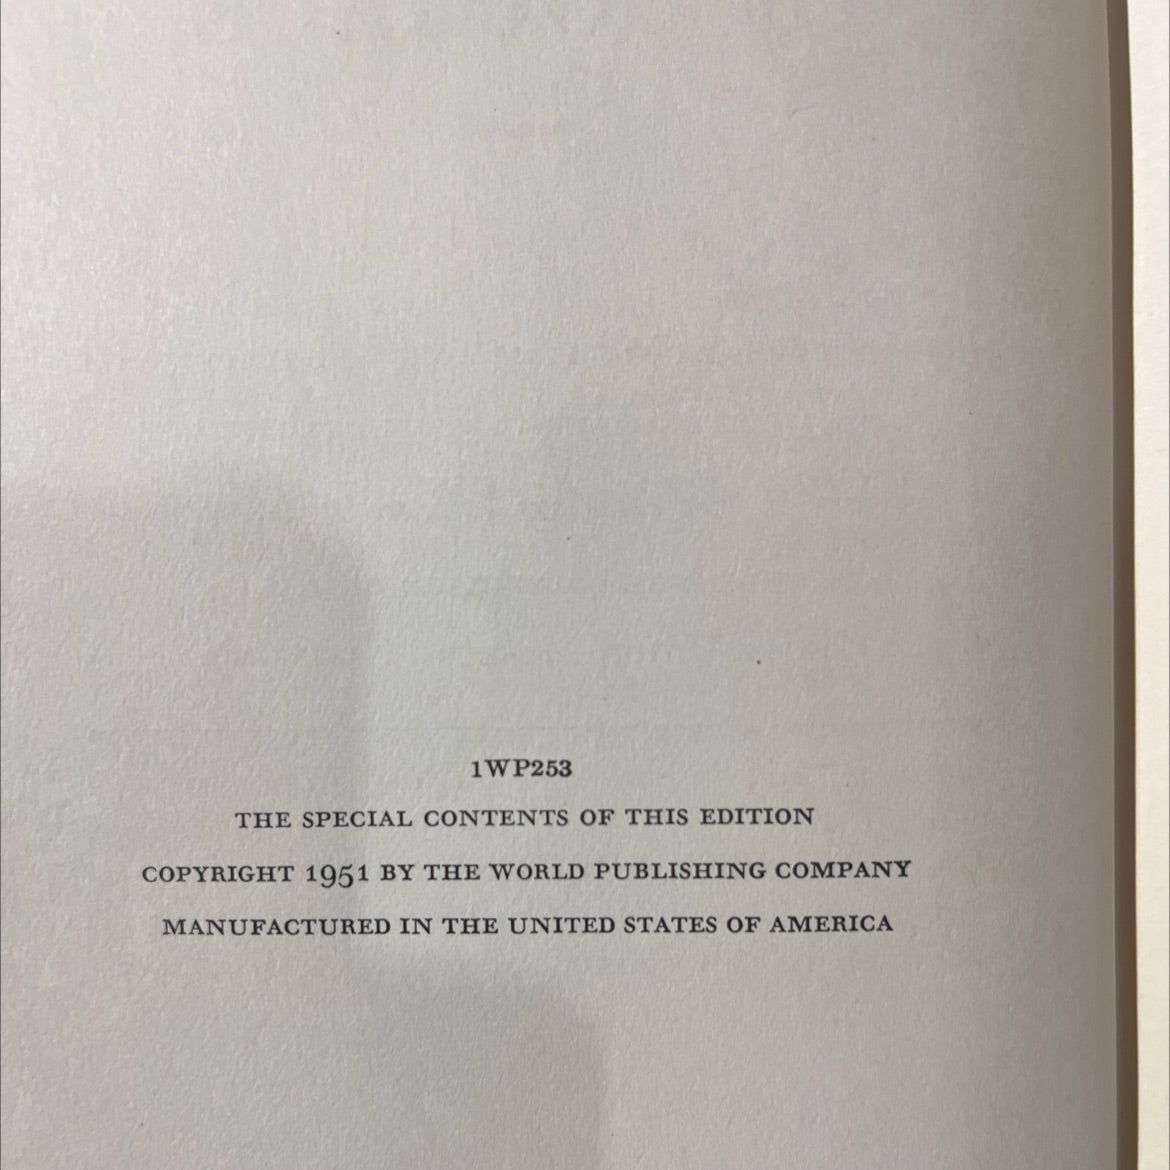 1WP253
THE SPECIAL CONTENTS OF THIS EDITION
COPYRIGHT 1951 BY THE WORLD PUBLISHING COMPANY
MANUFACTURED IN THE UNITED STATES OF AMERICA